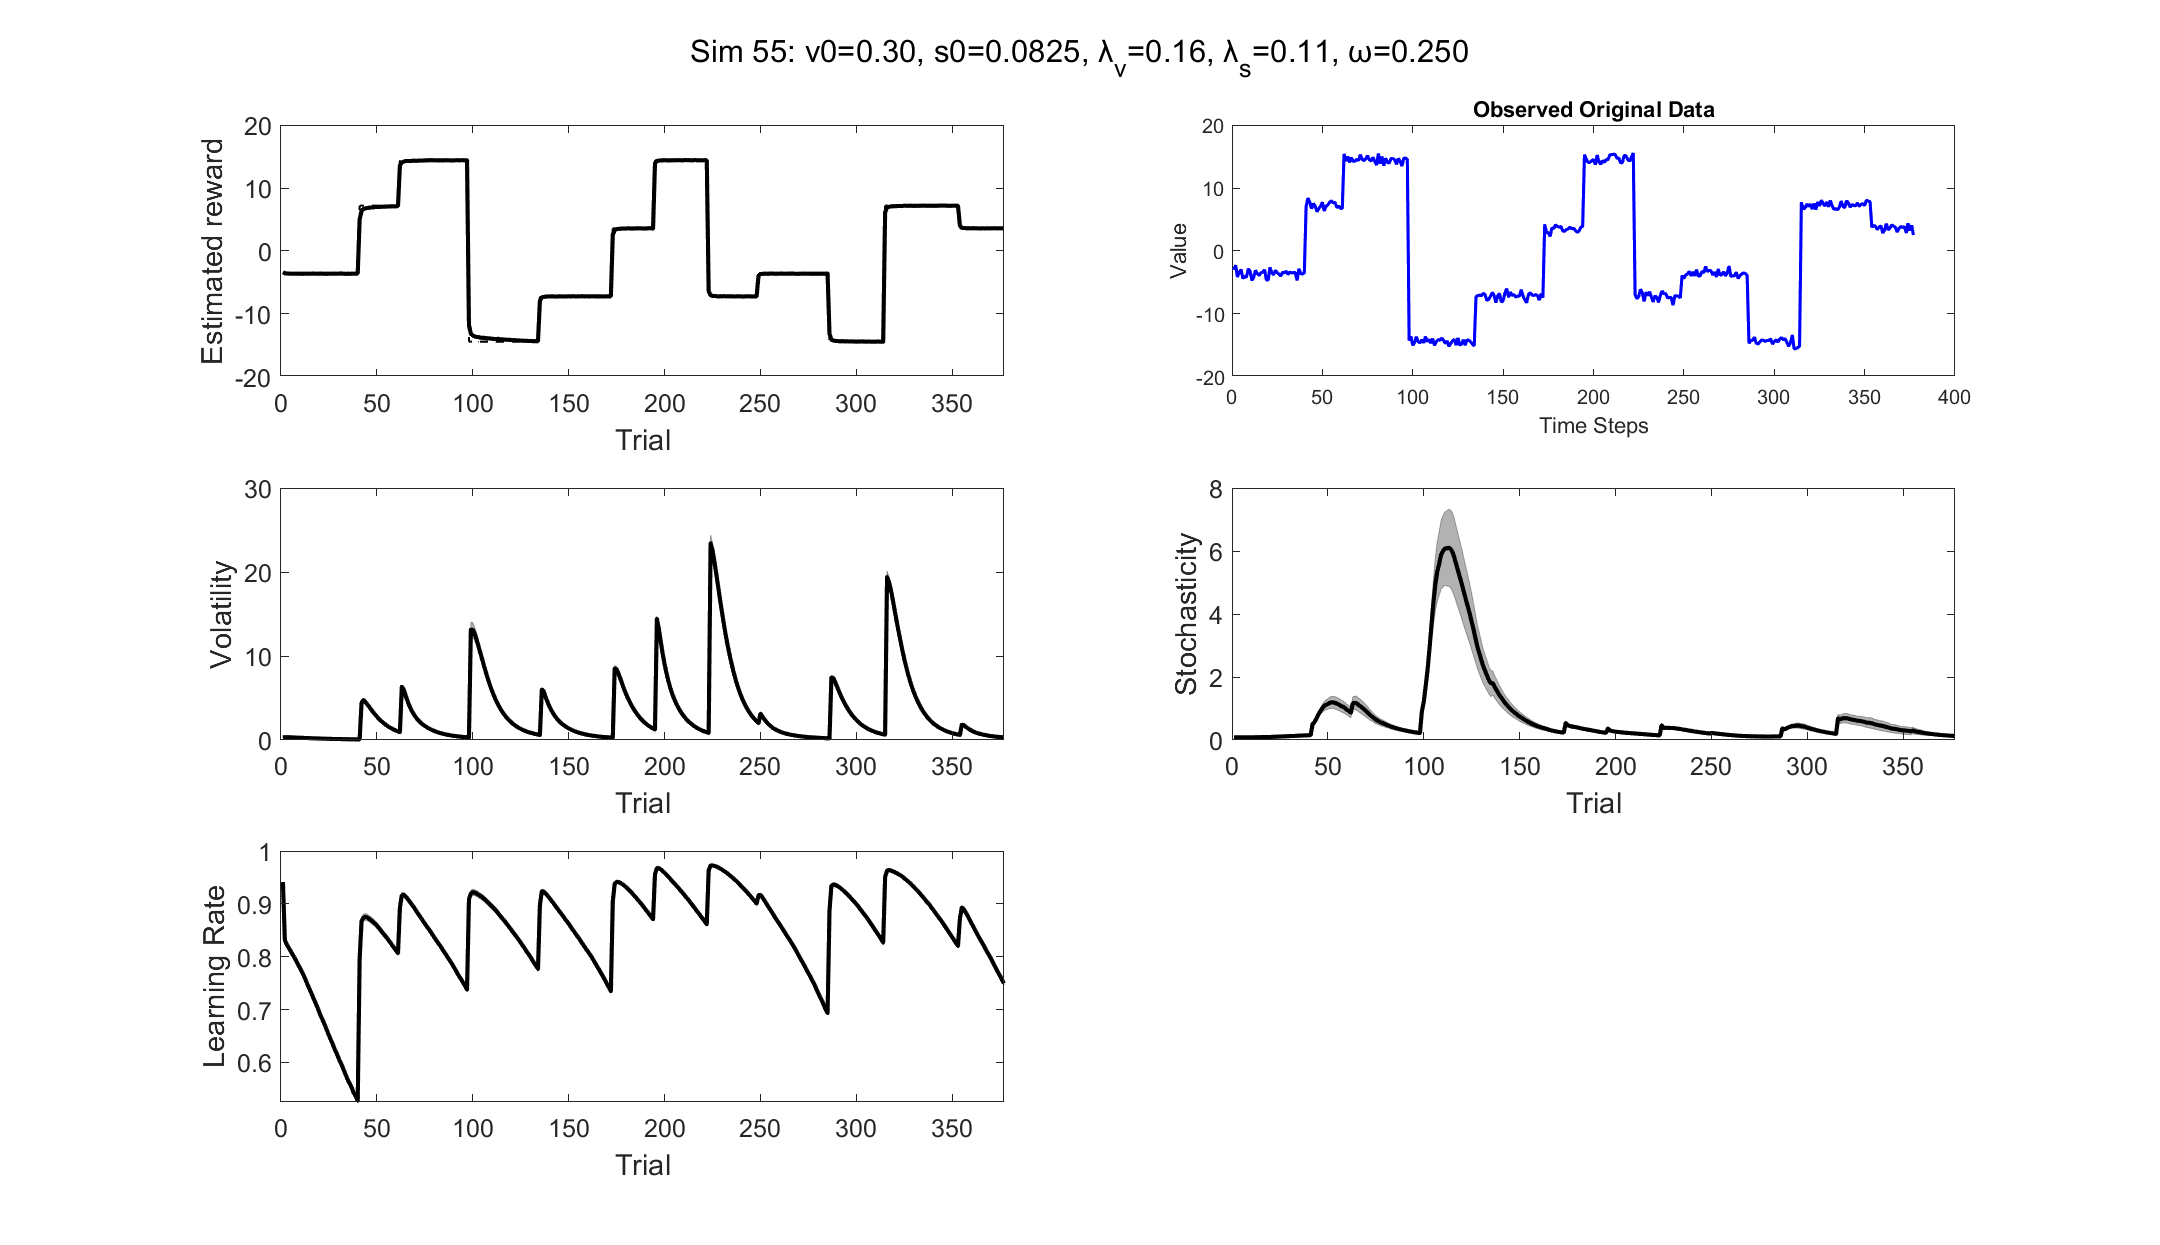 Sim 55: v0=0.30, s0=0.0825, λv=0.16, λs=0.11, ω=0.250
20
10
0
-10
-20
Estimated reward
0 50 100 150 200 250 300 350
Trial
Observed Original Data
20
10
0
-10
-20
Value
0 50 100 150 200 250 300 350 400
Time Steps
30
20
10
0
Volatility
0 50 100 150 200 250 300 350
Trial
8
6
4
2
0
Stochasticity
0 50 100 150 200 250 300 350
Trial
1
0.9
0.8
0.7
0.6
Learning Rate
0 50 100 150 200 250 300 350
Trial